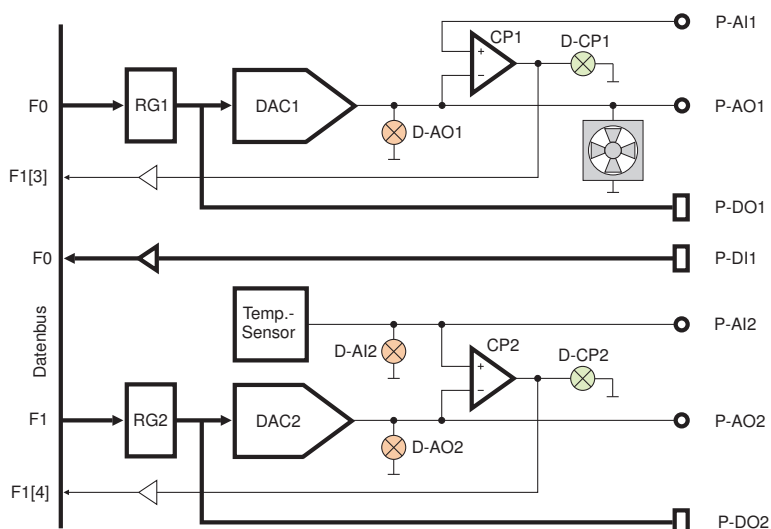 P-AI1
CP1
D-CP1
+
−
F0
RG1
DAC1
P-AO1
D-AO1
F1[3]
P-DO1
F0
P-DI1
Datenbus
Temp.-
Sensor
P-AI2
D-AI2
CP2
D-CP2
+
−
F1
RG2
DAC2
P-AO2
D-AO2
F1[4]
P-DO2